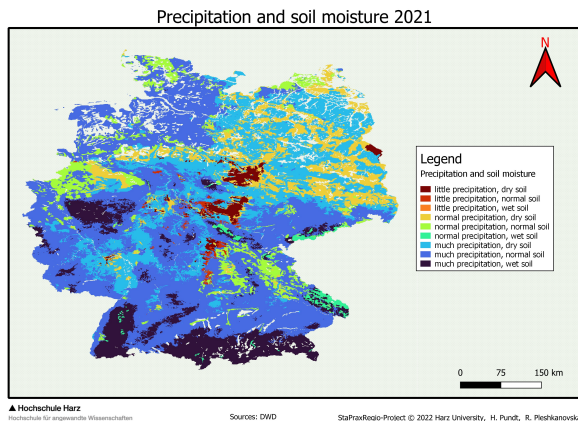 Precipitation and soil moisture 2021
N
Legend
Precipitation and soil moisture
little precipitation, dry soil
little precipitation, normal soil
little precipitation, wet soil
normal precipitation, dry soil
normal precipitation, normal soil
normal precipitation, wet soil
much precipitation, dry soil
much precipitation, normal soil
much precipitation, wet soil
0 75 150 km
Hochschule Harz
Hochschule für angewandte Wissenschaften
Sources: DWD
StaPraxRegio-Project © 2022 Harz University, H. Pundt, R. Pleshkanovska